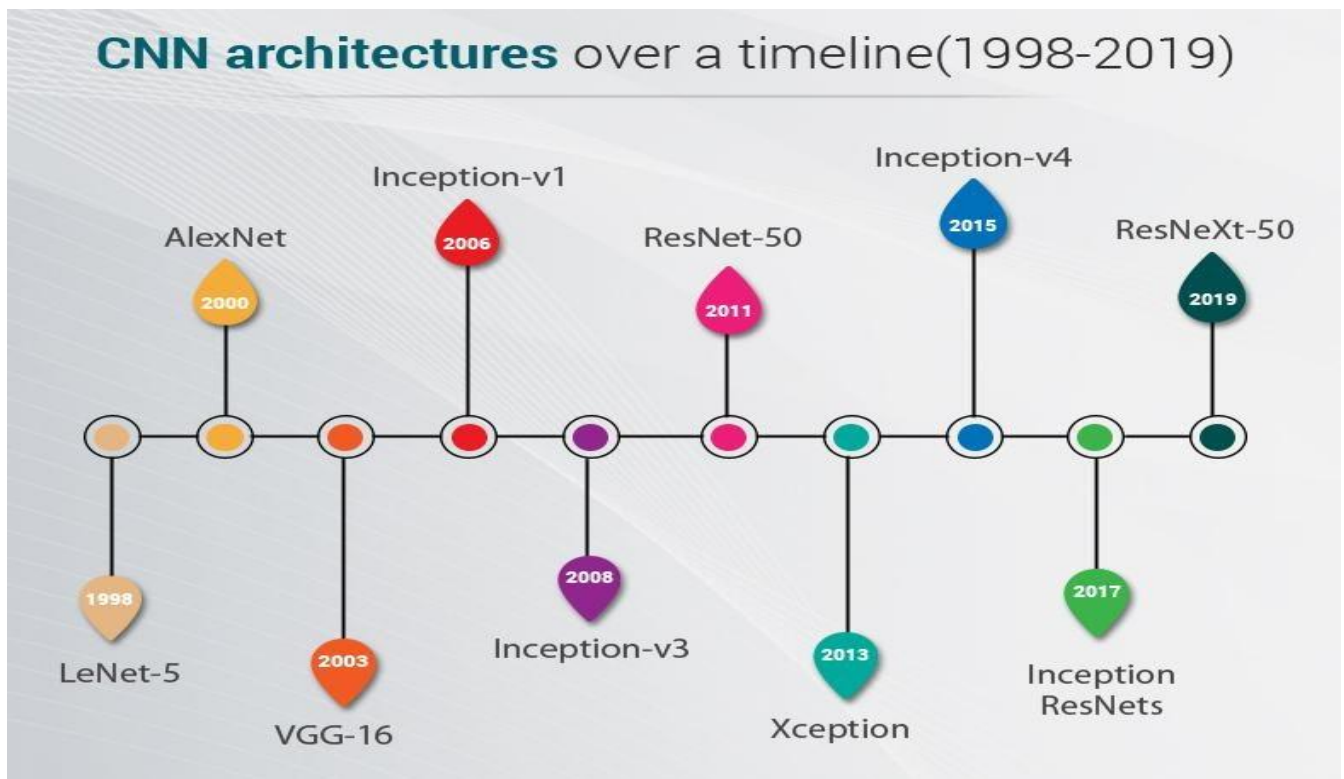 CNN architectures over a timeline(1998-2019)
Inception-v4
Inception-v1
AlexNet
ResNet-50
ResNeXt-50
2015
2006
2000
2011
2019
1998
2003
2008
2013
2017
LeNet-5
VGG-16
Inception-v3
Xception
Inception
ResNets